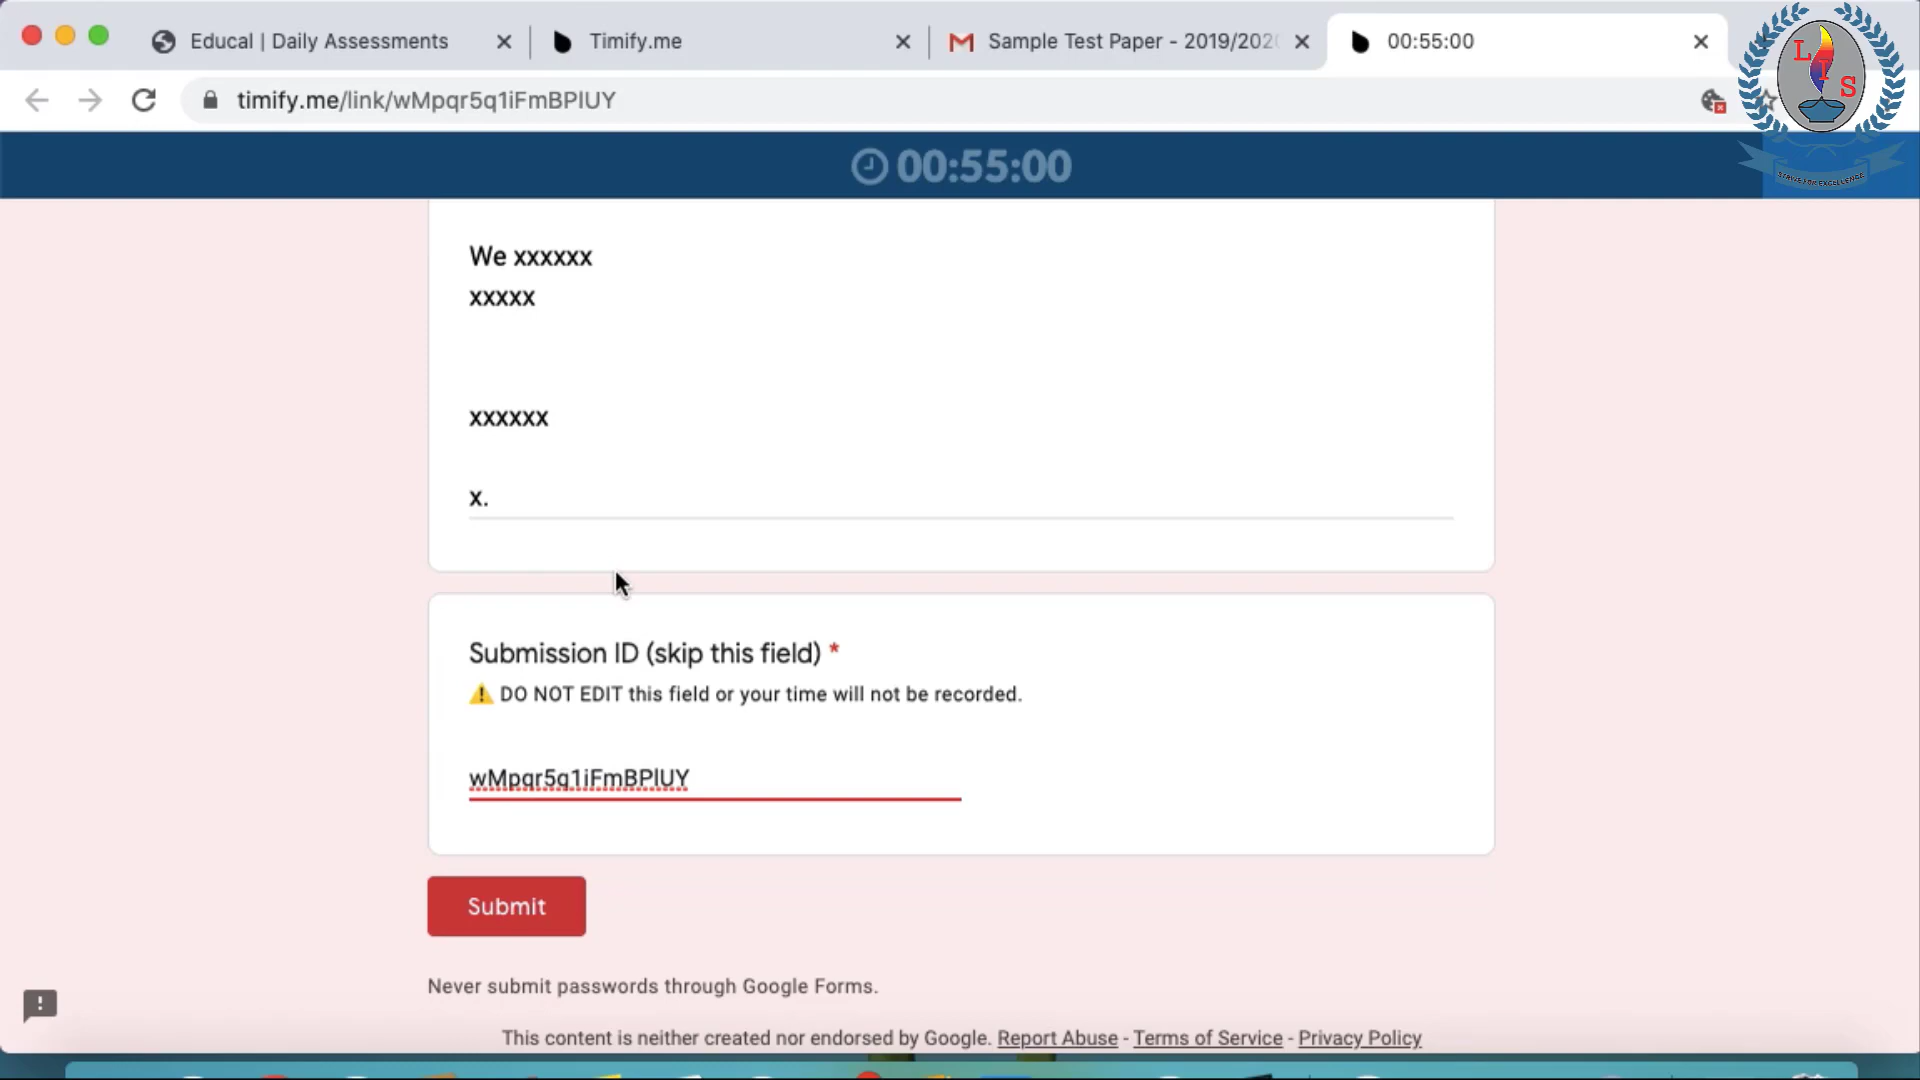 Educal | Daily Assessments
Timify.me
Sample Test Paper - 2019/202
00:55:00
timify.me/link/wMpqr5q1iFmBPlUY
L I S
STRIVE FOR EXCELLENCE
00:55:00
We xxxxxx
xxxxx
xxxxxx
x.
Submission ID (skip this field) *
DO NOT EDIT this field or your time will not be recorded.
wMpqr5q1iFmBPlUY
Submit
Never submit passwords through Google Forms.
This content is neither created nor endorsed by Google. Report Abuse - Terms of Service - Privacy Policy